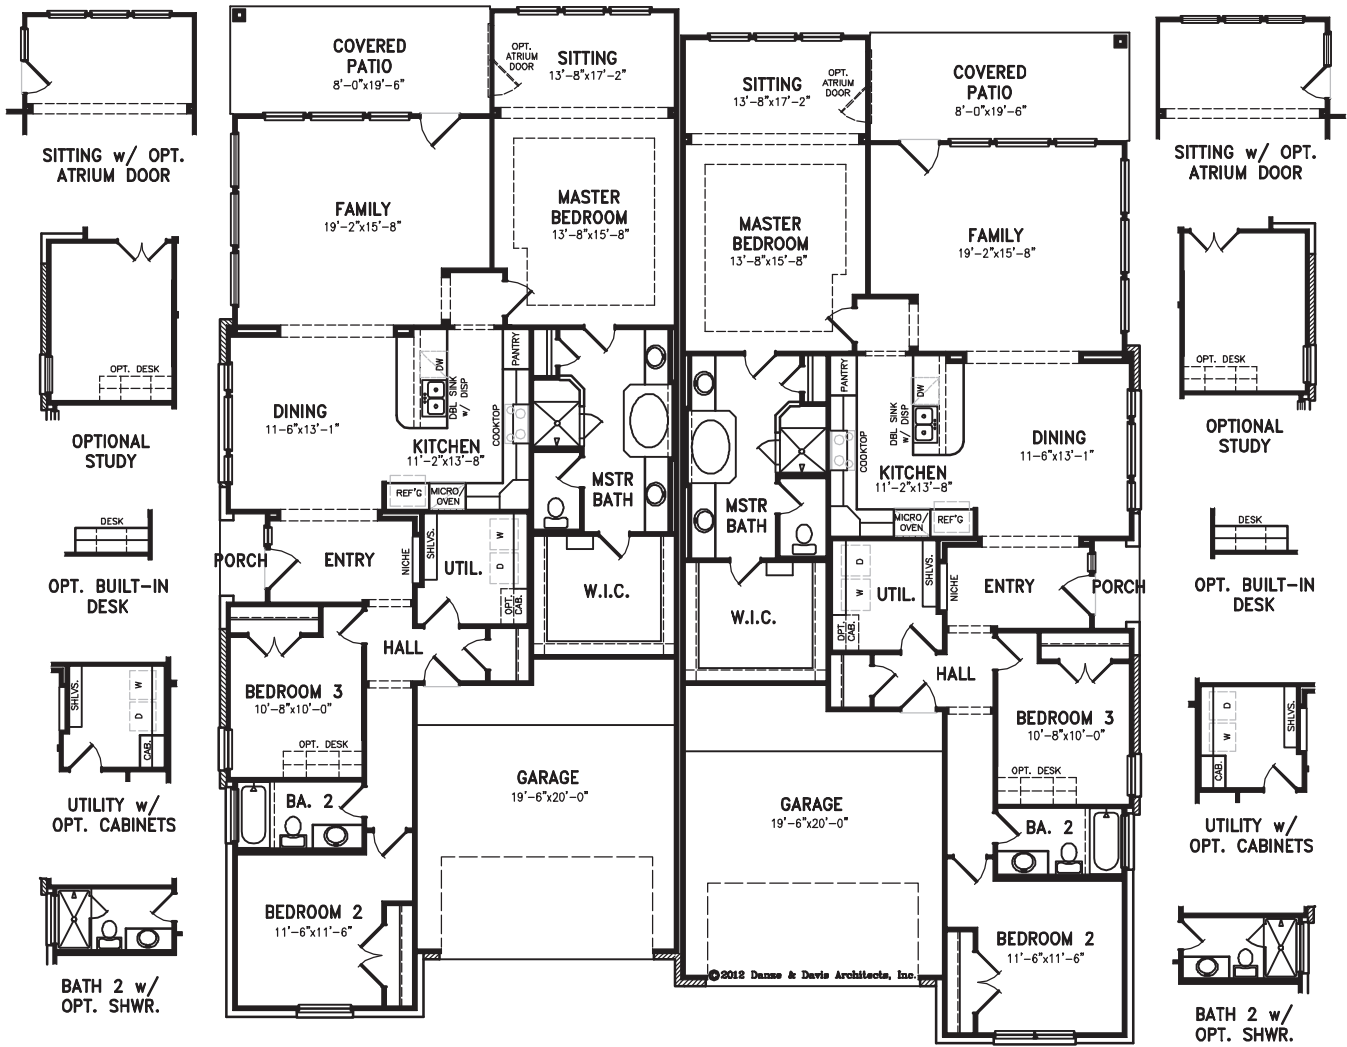 SITTING w/ OPT.
ATRIUM DOOR
OPT. DESK
OPTIONAL
STUDY
DESK
OPT. BUILT-IN
DESK
SHLVS.
W
D
CAB.
UTILITY w/
OPT. CABINETS
BATH 2 w/
OPT. SHWR.
COVERED
PATIO
8'-0"x19'-6"
OPT.
ATRIUM
DOOR
SITTING
13'-8"x17'-2"
FAMILY
19'-2"x15'-8"
MASTER
BEDROOM
13'-8"x15'-8"
DINING
11'-6"x13'-1"
DW
DBL SINK
w/ DISP
PANTRY
COOKTOP
KITCHEN
11'-2"x13'-8"
REF'G
MICRO/
OVEN
MSTR
BATH
PORCH
ENTRY
NICHE
SHLVS.
UTIL.
W
D
OPT.
CAB.
W.I.C.
HALL
BEDROOM 3
10'-8"x10'-0"
OPT. DESK
BA. 2
GARAGE
19'-6"x20'-0"
BEDROOM 2
11'-6"x11'-6"
SITTING
13'-8"x17'-2"
OPT.
ATRIUM
DOOR
COVERED
PATIO
8'-0"x19'-6"
MASTER
BEDROOM
13'-8"x15'-8"
FAMILY
19'-2"x15'-8"
PANTRY
COOKTOP
DW
DBL SINK
w/ DISP
KITCHEN
11'-2"x13'-8"
DINING
11'-6"x13'-1"
MICRO/
OVEN
REF'G
MSTR
BATH
D
W
UTIL.
SHLVS.
OPT.
CAB.
NICHE
ENTRY
PORCH
W.I.C.
HALL
BEDROOM 3
10'-8"x10'-0"
OPT. DESK
BA. 2
GARAGE
19'-6"x20'-0"
BEDROOM 2
11'-6"x11'-6"
©2012 Danze & Davis Architects, Inc.
SITTING w/ OPT.
ATRIUM DOOR
OPT. DESK
OPTIONAL
STUDY
DESK
OPT. BUILT-IN
DESK
D
W
SHLVS.
CAB.
UTILITY w/
OPT. CABINETS
BATH 2 w/
OPT. SHWR.